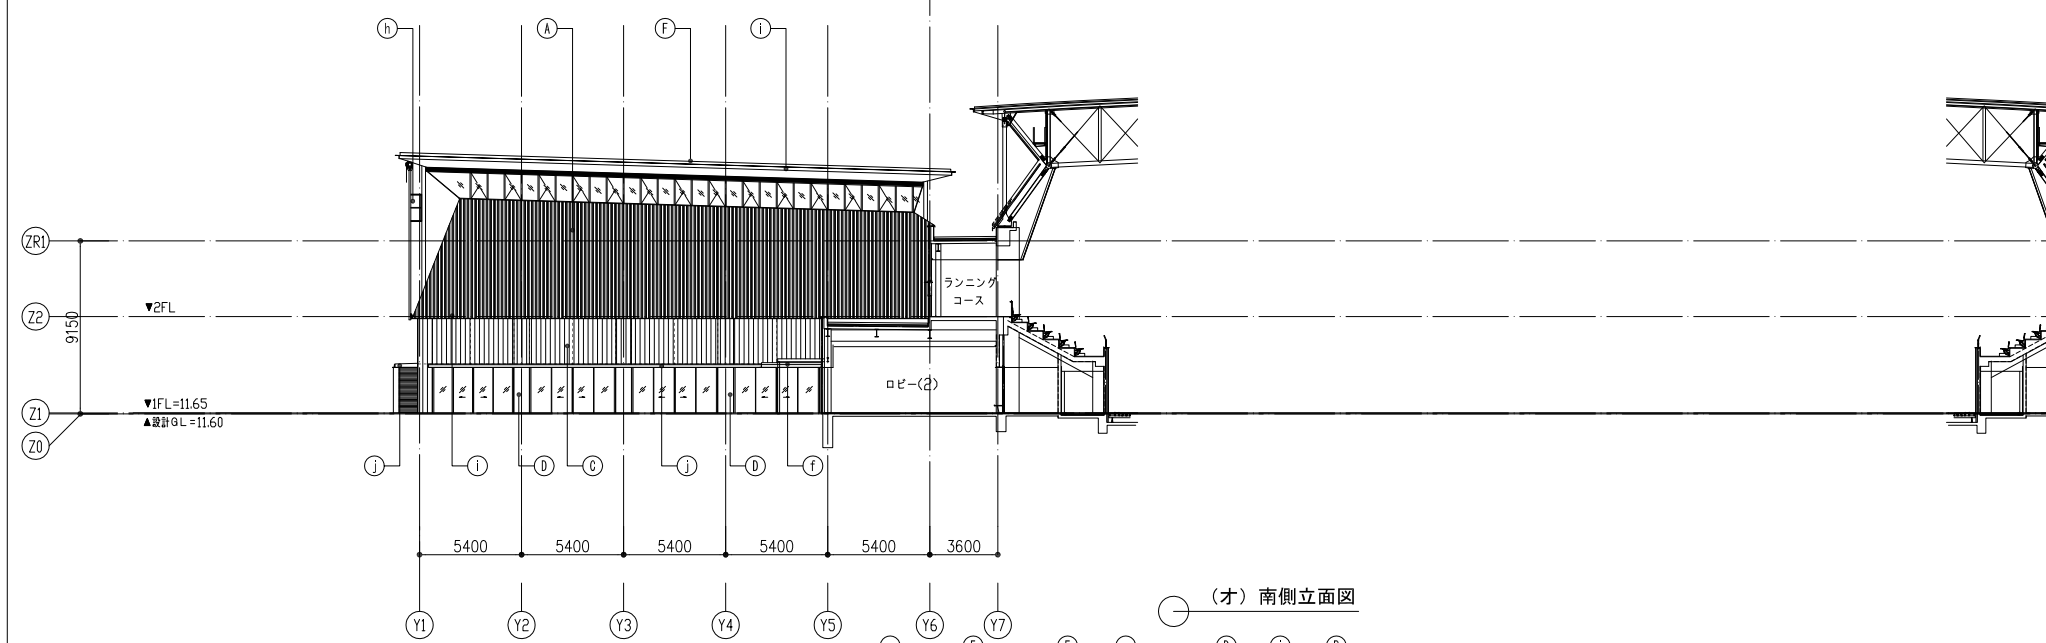 h A F i
ZR1
ランニング
コース
▼2FL
Z2
9150
ロビー(2)
▼1FL=11.65
Z1
▲設計GL=11.60
Z0
j i D C j D f
5400 5400 5400 5400 5400 3600
(オ) 南側立面図
Y1 Y2 Y3 Y4 Y5 Y6 Y7